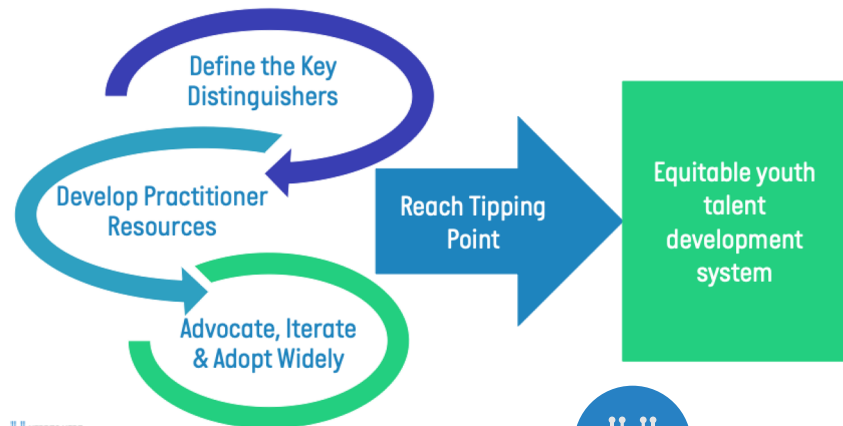 Define the Key
Distinguishers
Develop Practitioner
Resources
Advocate, Iterate
& Adopt Widely
Reach Tipping
Point
Equitable youth
talent
development
system